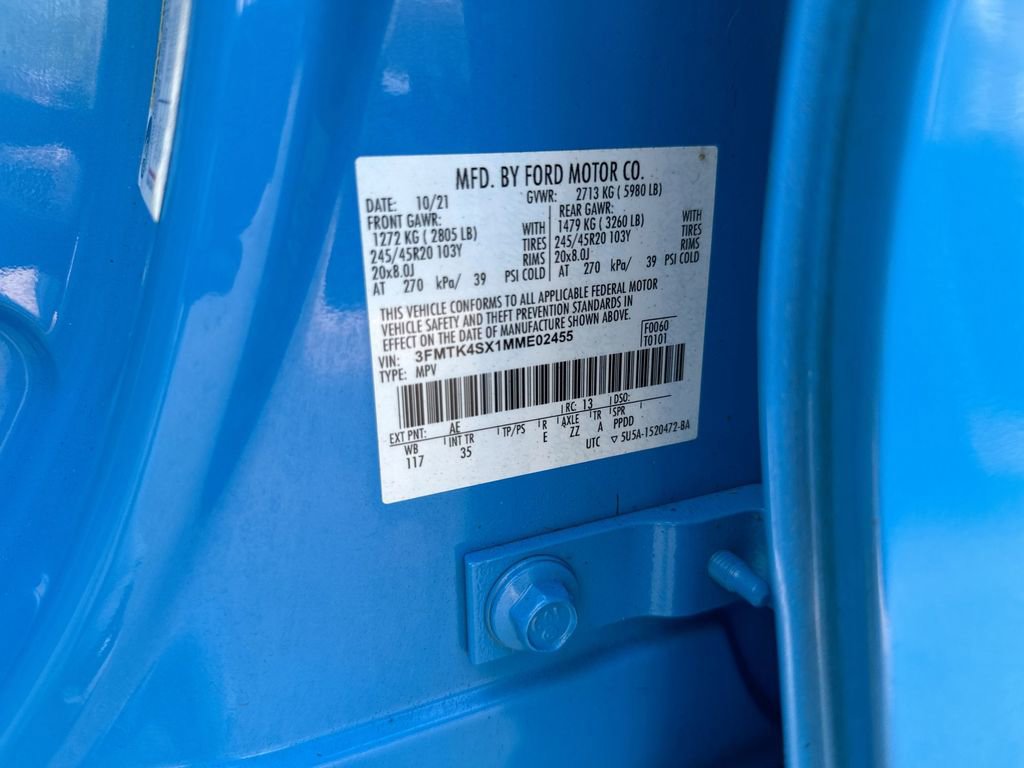 MFD. BY FORD MOTOR CO.
DATE: 10/21 GVWR: 2713 KG ( 5980 LB)
FRONT GAWR: REAR GAWR:
1272 KG ( 2805 LB) WITH 1479 KG ( 3260 LB) WITH
245/45R20 103Y TIRES 245/45R20 103Y TIRES
20x8.0J RIMS 20x8.0J RIMS
AT 270 kPa/ 39 PSI COLD AT 270 kPa/ 39 PSI COLD
THIS VEHICLE CONFORMS TO ALL APPLICABLE FEDERAL MOTOR
VEHICLE SAFETY AND THEFT PREVENTION STANDARDS IN
EFFECT ON THE DATE OF MANUFACTURE SHOWN ABOVE.
VIN: 3FMTK4SX1MME02455 F0060
TYPE: MPV T0101
EXT PNT: AE RC: 13 DSO:
WB INT TR TP/PS R AXLE TR SPR
117 35 E ZZ A PPDD
UTC ▽ 5U5A-1520472-BA